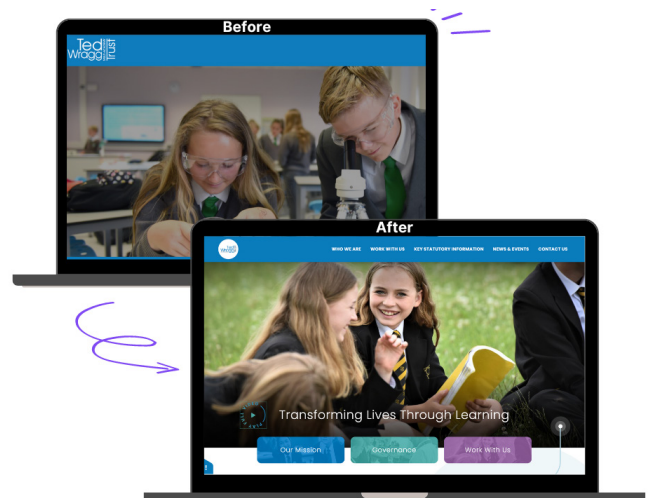 Before
Ted
Wragg
Trust
After
Ted
Wragg
WHO WE ARE WORK WITH US KEY STATUTORY INFORMATION NEWS & EVENTS CONTACT US
Transforming Lives Through Learning
Our Mission Governance Work With Us